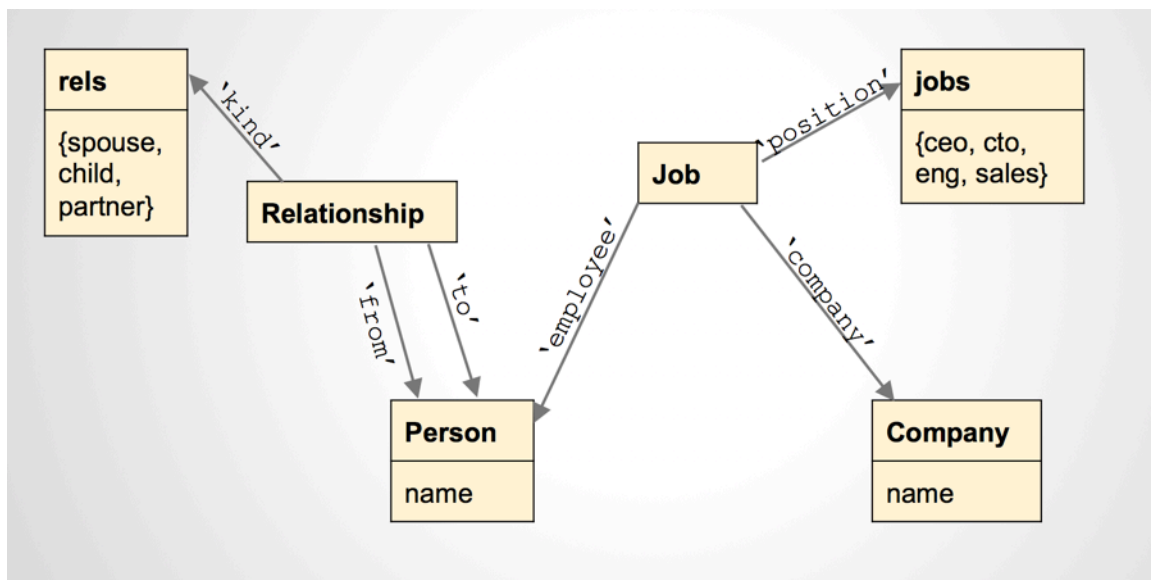 rels
{spouse,
child,
partner}
‘kind’
Relationship
‘from’
‘to’
Job
‘position’
jobs
{ceo, cto,
eng, sales}
‘employee’
‘company’
Person
name
Company
name